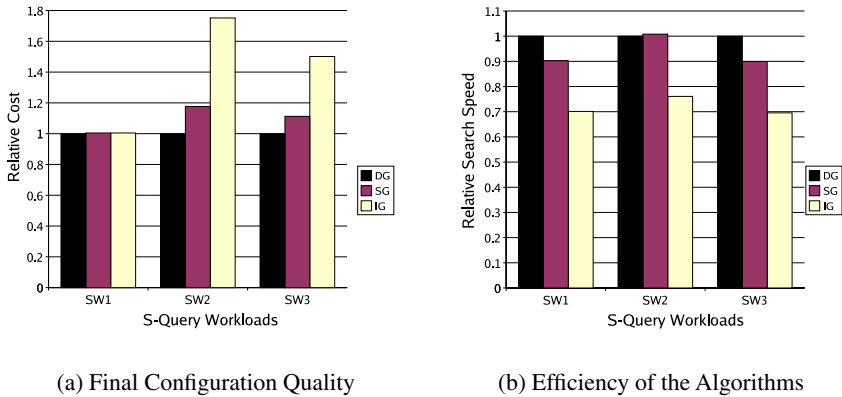 1.8
1.6
1.4
1.2
1
0.8
0.6
0.4
0.2
0
Relative Cost
SW1 SW2 SW3
S-Query Workloads
DG
SG
IG
(a) Final Configuration Quality
1.1
1
0.9
0.8
0.7
0.6
0.5
0.4
0.3
0.2
0.1
0
Relative Search Speed
SW1 SW2 SW3
S-Query Workloads
DG
SG
IG
(b) Efficiency of the Algorithms